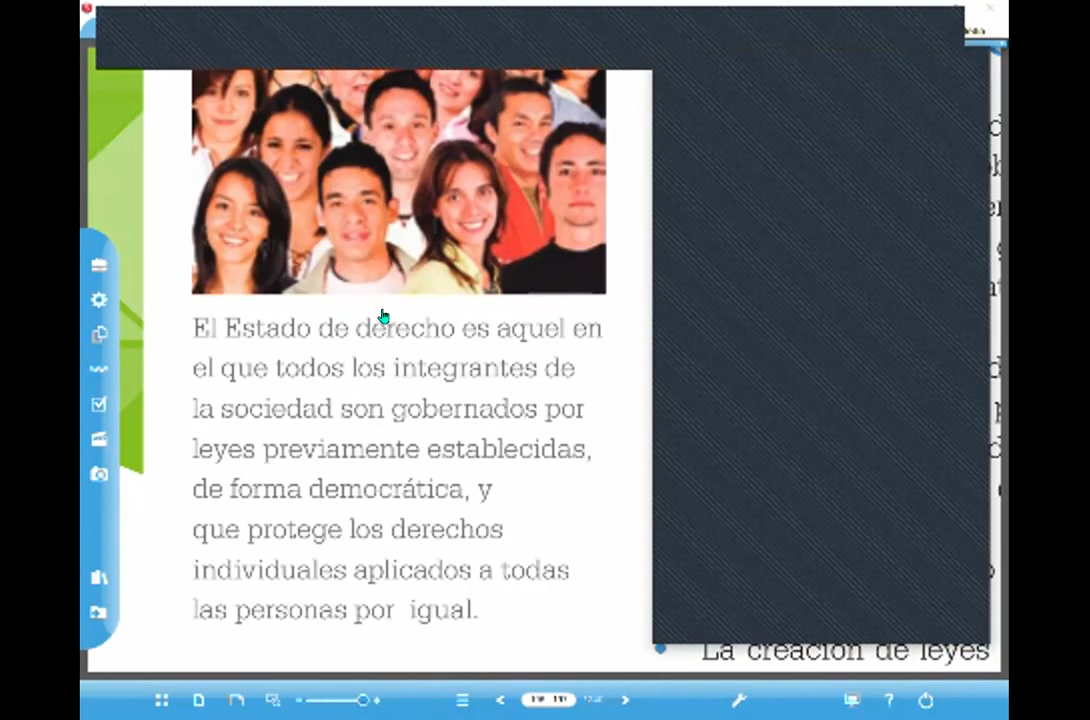 El Estado de derecho es aquel en
el que todos los integrantes de
la sociedad son gobernados por
leyes previamente establecidas,
de forma democrática, y
que protege los derechos
individuales aplicados a todas
las personas por igual.
La creación de leyes